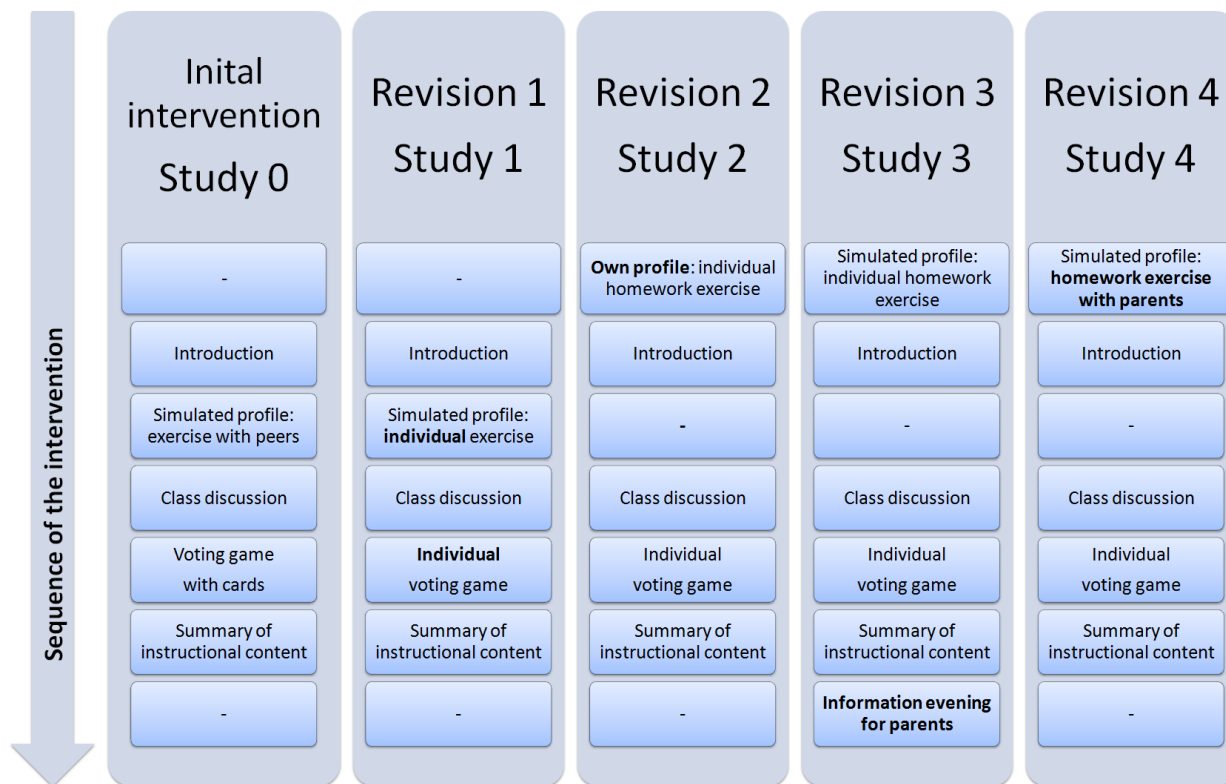 Sequence of the intervention
Inital
intervention
Study 0
-
Introduction
Simulated profile:
exercise with peers
Class discussion
Voting game
with cards
Summary of
instructional content
-
Revision 1
Study 1
-
Introduction
Simulated profile:
individual exercise
Class discussion
Individual
voting game
Summary of
instructional content
-
Revision 2
Study 2
Own profile: individual
homework exercise
Introduction
-
Class discussion
Individual
voting game
Summary of
instructional content
-
Revision 3
Study 3
Simulated profile:
individual homework
exercise
Introduction
-
Class discussion
Individual
voting game
Summary of
instructional content
Information evening
for parents
Revision 4
Study 4
Simulated profile:
homework exercise
with parents
Introduction
-
Class discussion
Individual
voting game
Summary of
instructional content
-